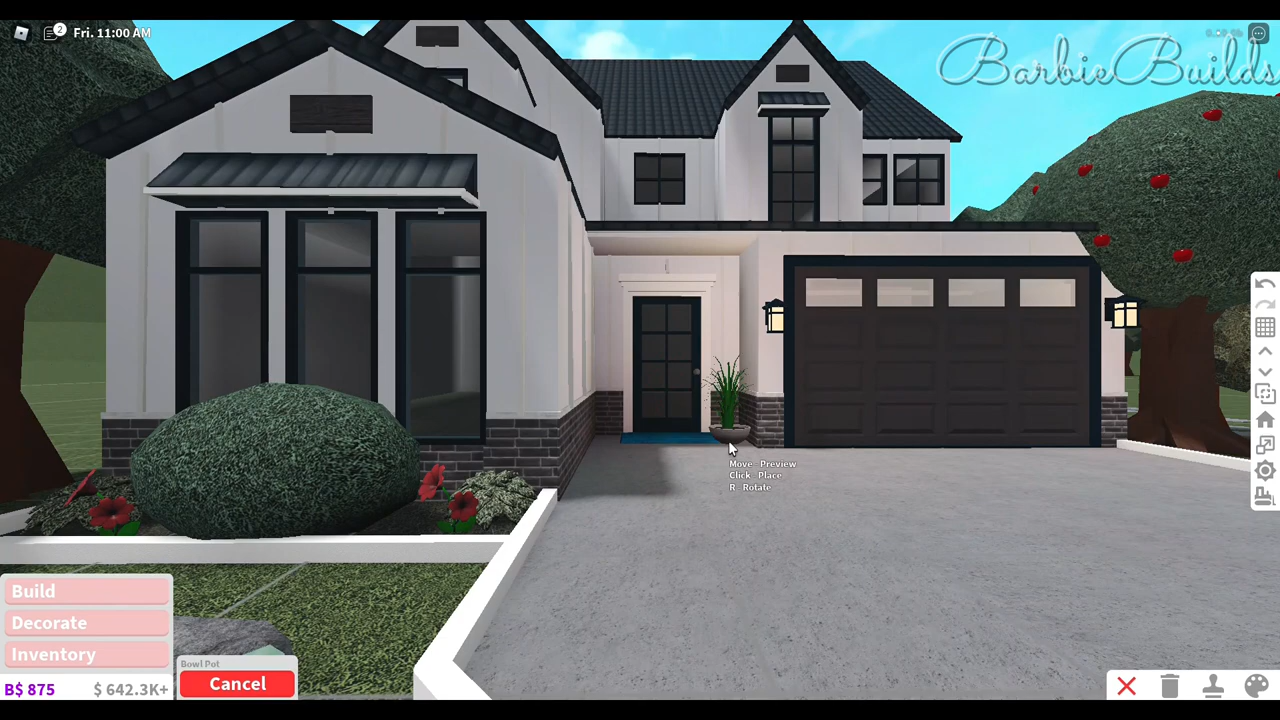 2
Fri. 11:00 AM
BarbieBuilds
Move Preview
Click Place
R Rotate
Build
Decorate
Inventory
B$ 875 $ 642.3K+
Bowl Pot
Cancel